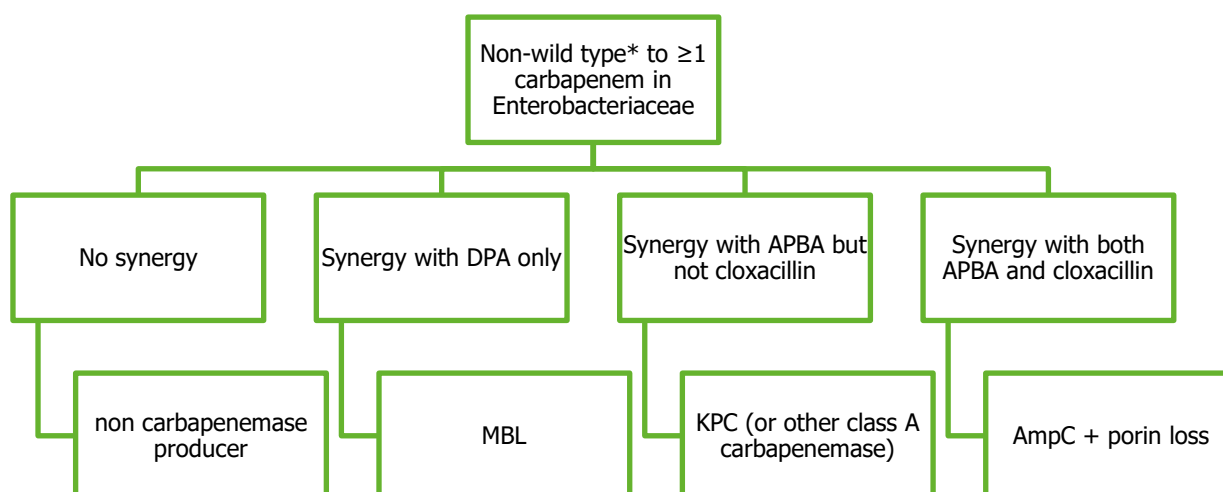 Non-wild type* to ≥1
carbapenem in
Enterobacteriaceae
No synergy
Synergy with DPA only
Synergy with APBA but
not cloxacillin
Synergy with both
APBA and cloxacillin
non carbapenemase
producer
MBL
KPC (or other class A
carbapenemase)
AmpC + porin loss